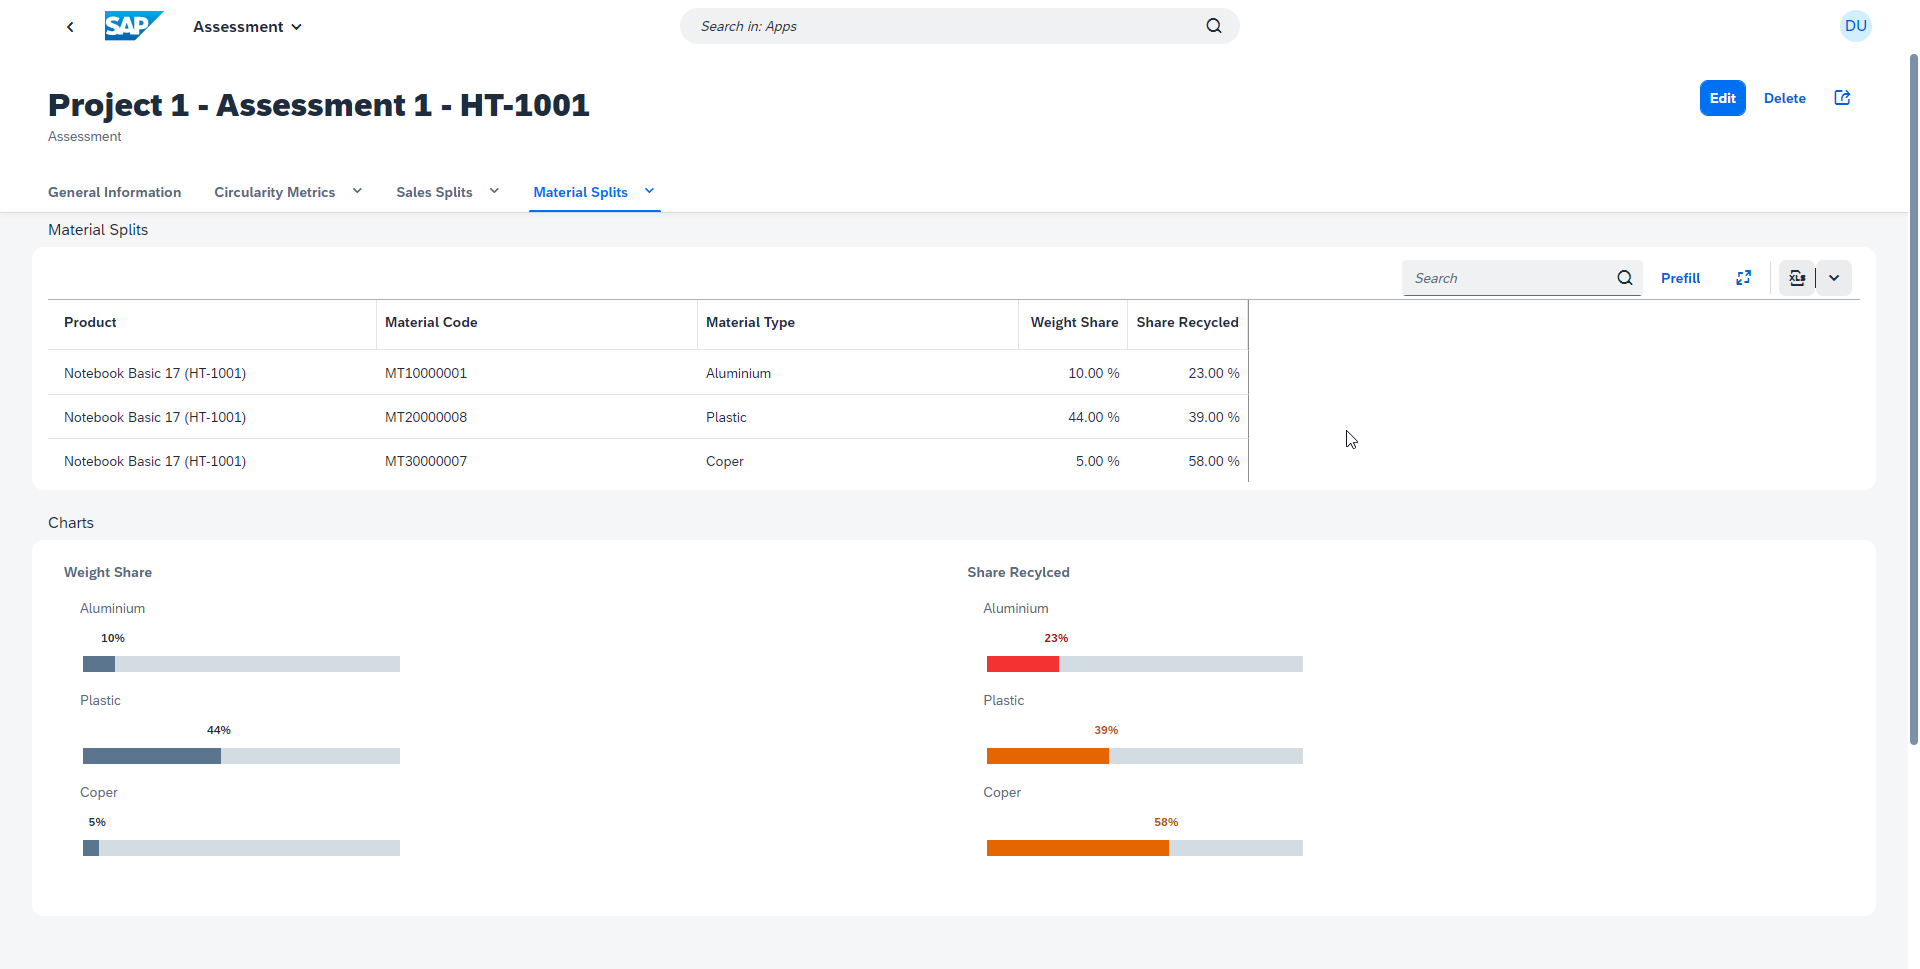 SAP Assessment Search in: Apps DU
Project 1 - Assessment 1 - HT-1001 Edit Delete
Assessment
General Information Circularity Metrics Sales Splits Material Splits
Material Splits
Search Prefill XLS
Product Material Code Material Type Weight Share Share Recycled
Notebook Basic 17 (HT-1001) MT10000001 Aluminium 10.00 % 23.00 %
Notebook Basic 17 (HT-1001) MT20000008 Plastic 44.00 % 39.00 %
Notebook Basic 17 (HT-1001) MT30000007 Coper 5.00 % 58.00 %
Charts
Weight Share Share Recylced
Aluminium Aluminium
10% 23%
Plastic Plastic
44% 39%
Coper Coper
5% 58%